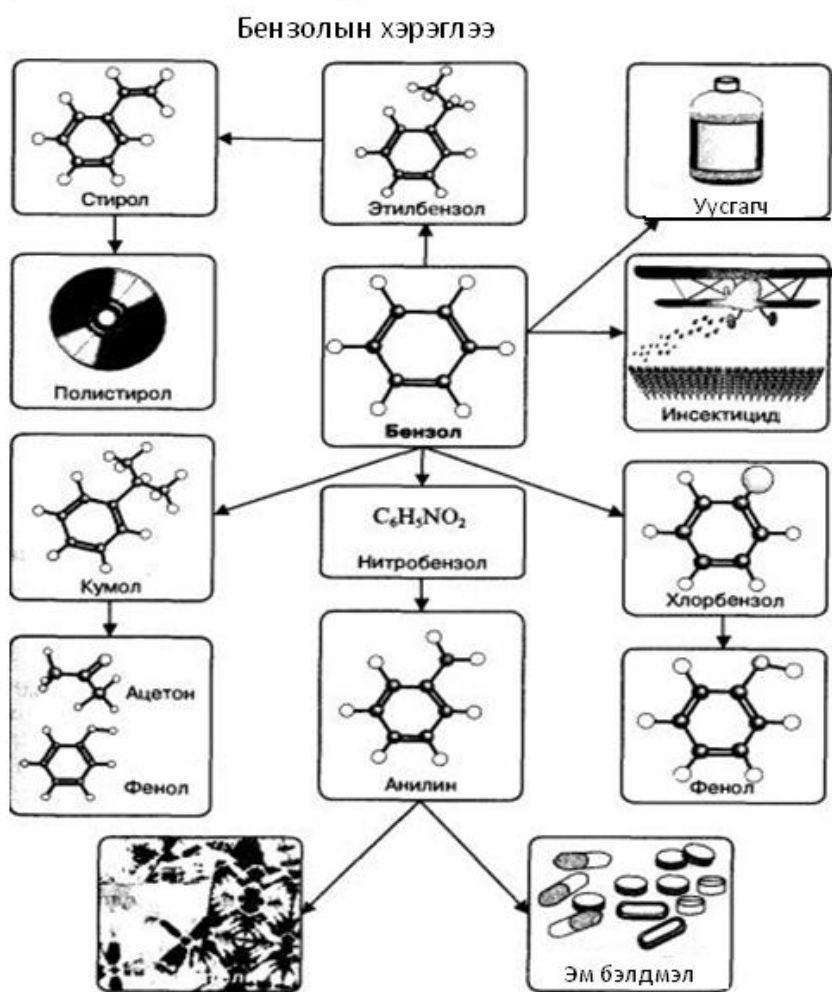 Бензолын хэрэглээ
Стирол
Этилбензол
Уусгагч
Полистирол
Бензол
Инсектицид
Кумол
C₆H₅NO₂
Нитробензол
Хлорбензол
Ацетон
Фенол
Анилин
Фенол
Эм бэлдмэл